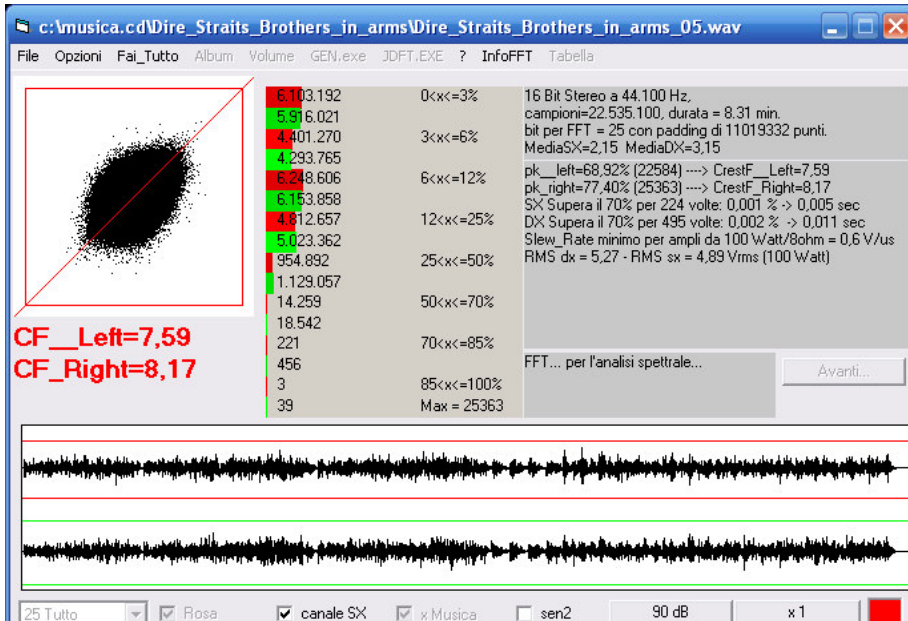 c:\musica.cd\Dire_Straits_Brothers_in_arms\Dire_Straits_Brothers_in_arms_05.wav
File Opzioni Fai_Tutto Album Volume GEN.exe JDFT.EXE ? InfoFFT Tabella
6.103.192 0<x<=3%
5.916.021
4.401.270 3<x<=6%
4.293.765
6.248.606 6<x<=12%
6.153.858
4.812.657 12<x<=25%
5.023.362
954.892 25<x<=50%
1.129.057
14.259 50<x<=70%
18.542
221 70<x<=85%
456
3 85<x<=100%
39 Max = 25363
16 Bit Stereo a 44.100 Hz,
campioni=22.535.100, durata = 8.31 min.
bit per FFT = 25 con padding di 11019332 punti.
MediaSX=2,15 MediaDX=3,15
pk__left=68,92% (22584) ----> CrestF__Left=7,59
pk_right=77,40% (25363) ----> CrestF_Right=8,17
SX Supera il 70% per 224 volte: 0,001 % -> 0,005 sec
DX Supera il 70% per 495 volte: 0,002 % -> 0,011 sec
Slew_Rate minimo per ampli da 100 Watt/8ohm = 0,6 V/us
RMS dx = 5,27 - RMS sx = 4,89 Vrms (100 Watt)
CF__Left=7,59
CF_Right=8,17
FFT... per l'analisi spettrale...
Avanti...
25 Tutto Rosa canale SX x Musica sen2 90 dB x 1